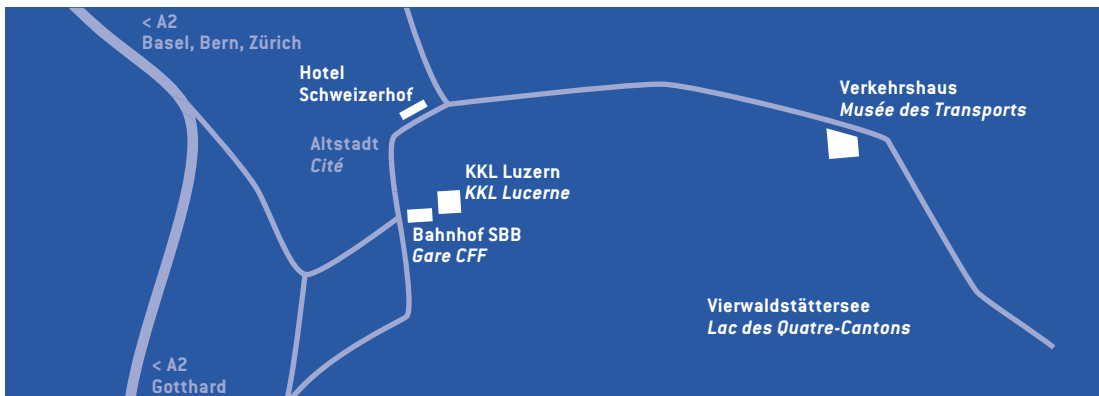 < A2
Basel, Bern, Zürich
Hotel
Schweizerhof
Verkehrshaus
Musée des Transports
Altstadt
Cité
KKL Luzern
KKL Lucerne
Bahnhof SBB
Gare CFF
Vierwaldstättersee
Lac des Quatre-Cantons
< A2
Gotthard